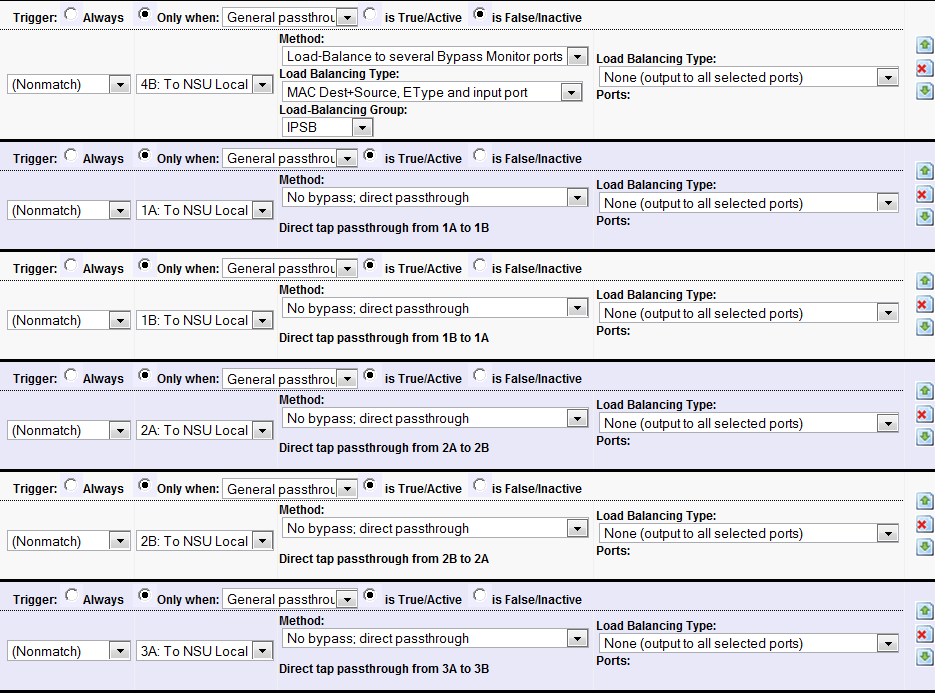 Trigger: Always Only when: General passthrou is True/Active is False/Inactive
Method:
Load-Balance to several Bypass Monitor ports
Load Balancing Type:
(Nonmatch) 4B: To NSU Local
Load Balancing Type:
None (output to all selected ports)
MAC Dest+Source, EType and input port
Ports:
Load-Balancing Group:
IPSB
Trigger: Always Only when: General passthrou is True/Active is False/Inactive
Method:
Load Balancing Type:
No bypass; direct passthrough
(Nonmatch) 1A: To NSU Local
None (output to all selected ports)
Ports:
Direct tap passthrough from 1A to 1B
Trigger: Always Only when: General passthrou is True/Active is False/Inactive
Method:
Load Balancing Type:
No bypass; direct passthrough
(Nonmatch) 1B: To NSU Local
None (output to all selected ports)
Ports:
Direct tap passthrough from 1B to 1A
Trigger: Always Only when: General passthrou is True/Active is False/Inactive
Method:
Load Balancing Type:
No bypass; direct passthrough
(Nonmatch) 2A: To NSU Local
None (output to all selected ports)
Ports:
Direct tap passthrough from 2A to 2B
Trigger: Always Only when: General passthrou is True/Active is False/Inactive
Method:
Load Balancing Type:
No bypass; direct passthrough
(Nonmatch) 2B: To NSU Local
None (output to all selected ports)
Ports:
Direct tap passthrough from 2B to 2A
Trigger: Always Only when: General passthrou is True/Active is False/Inactive
Method:
Load Balancing Type:
No bypass; direct passthrough
(Nonmatch) 3A: To NSU Local
None (output to all selected ports)
Ports:
Direct tap passthrough from 3A to 3B